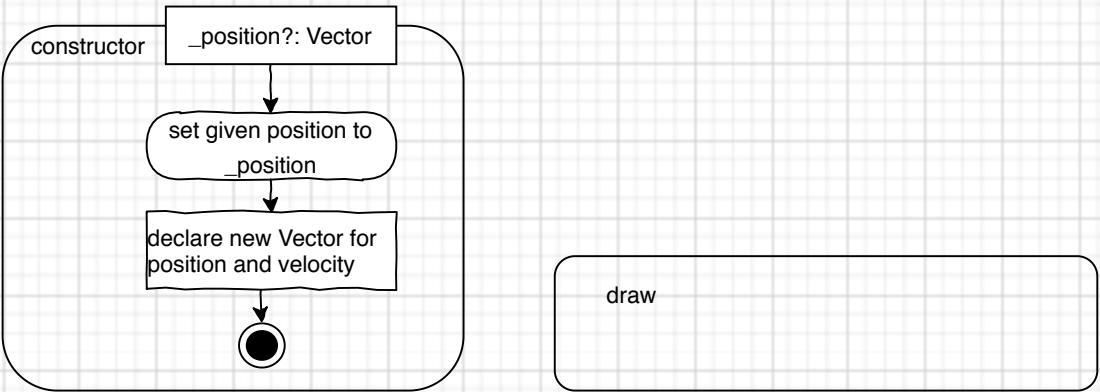 constructor
_position?: Vector
set given position to
_position
declare new Vector for
position and velocity
draw